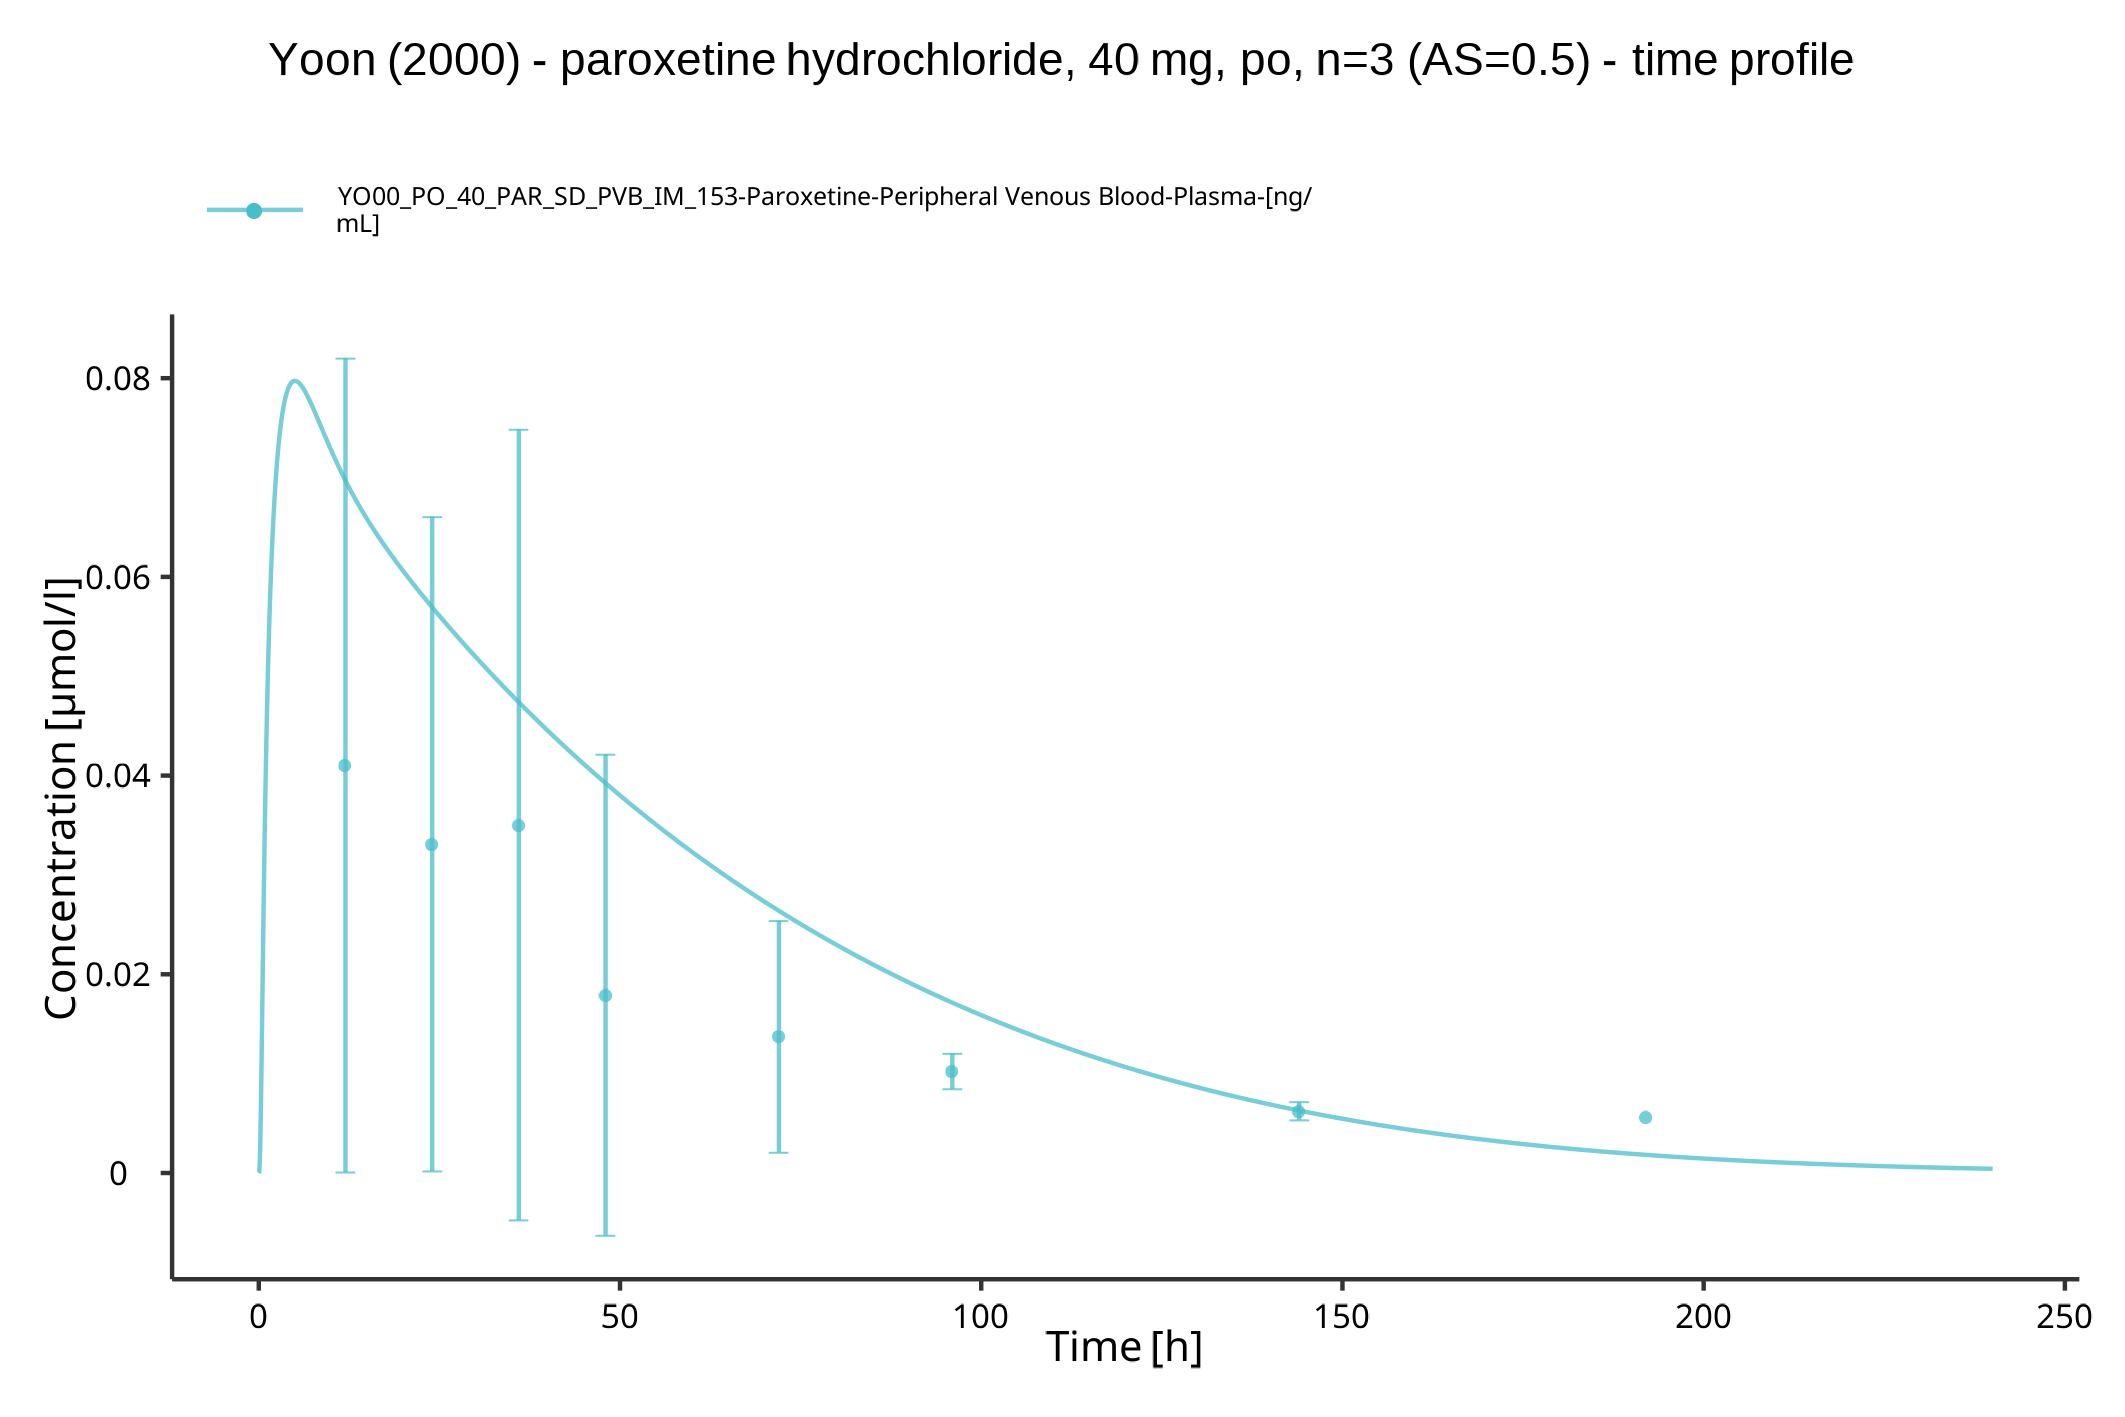 Yoon (2000) - paroxetine hydrochloride, 40 mg, po, n=3 (AS=0.5) - time profile
YO00_PO_40_PAR_SD_PVB_IM_153-Paroxetine-Peripheral Venous Blood-Plasma-[ng/
mL]
Concentration [µmol/l]
0.08
0.06
0.04
0.02
0
0 50 100 150 200 250
Time [h]